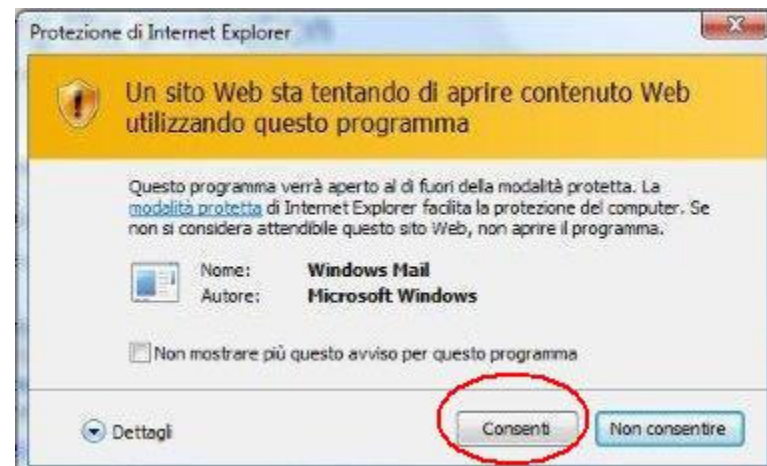 Protezione di Internet Explorer
Un sito Web sta tentando di aprire contenuto Web
utilizzando questo programma
Questo programma verrà aperto al di fuori della modalità protetta. La
modalità protetta di Internet Explorer facilita la protezione del computer. Se
non si considera attendibile questo sito Web, non aprire il programma.
Nome: Windows Mail
Autore: Microsoft Windows
Non mostrare più questo avviso per questo programma
Dettagli Consenti Non consentire